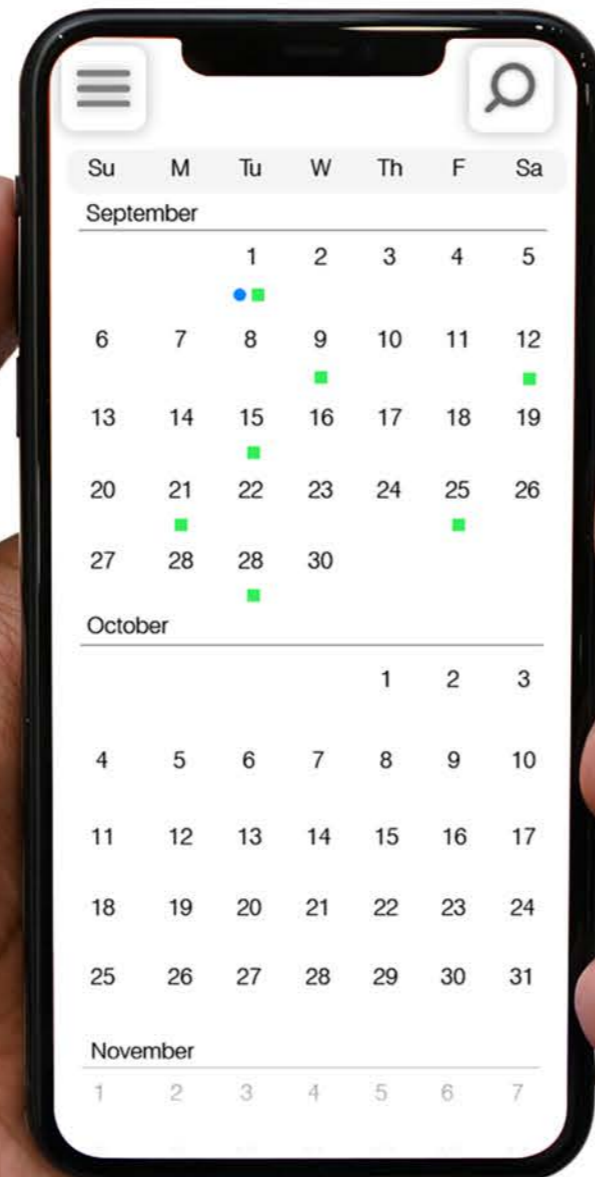 Su M Tu W Th F Sa
September
1 2 3 4 5
6 7 8 9 10 11 12
13 14 15 16 17 18 19
20 21 22 23 24 25 26
27 28 28 30
October
1 2 3
4 5 6 7 8 9 10
11 12 13 14 15 16 17
18 19 20 21 22 23 24
25 26 27 28 29 30 31
November
1 2 3 4 5 6 7